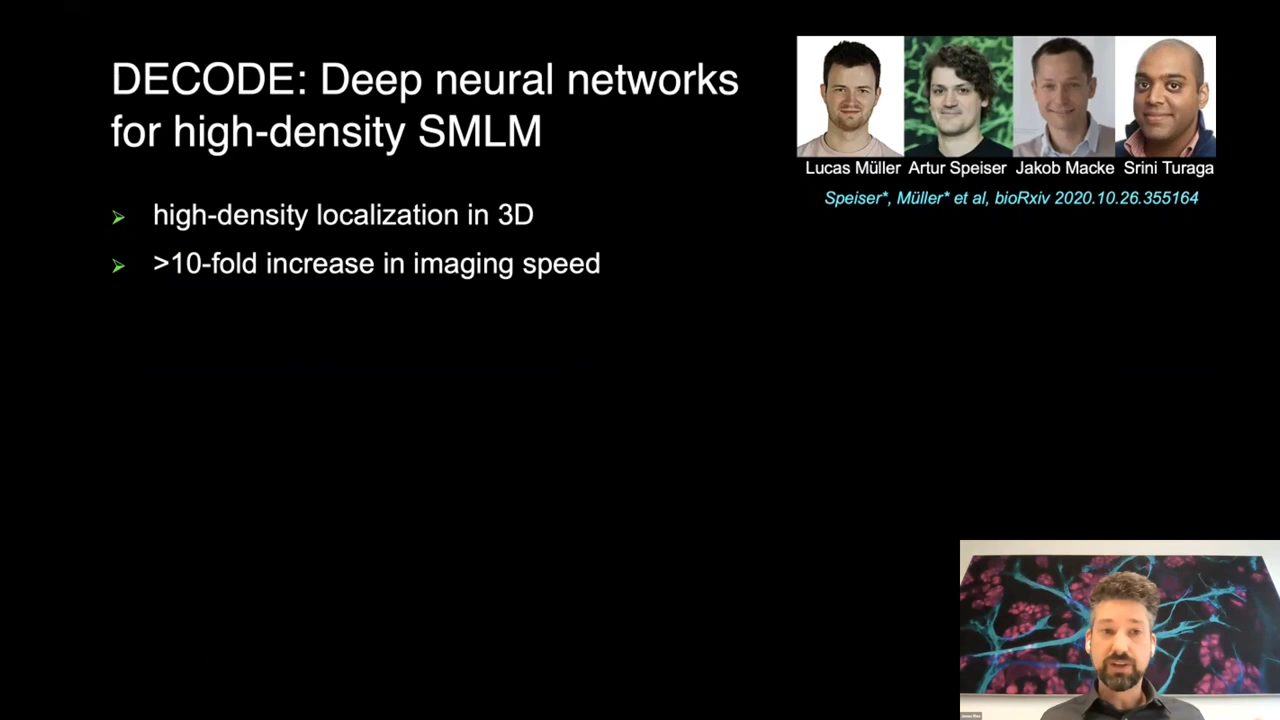 DECODE: Deep neural networks
for high-density SMLM
Lucas Müller Artur Speiser Jakob Macke Srini Turaga
Speiser*, Müller* et al, bioRxiv 2020.10.26.355164
➢ high-density localization in 3D
➢ >10-fold increase in imaging speed